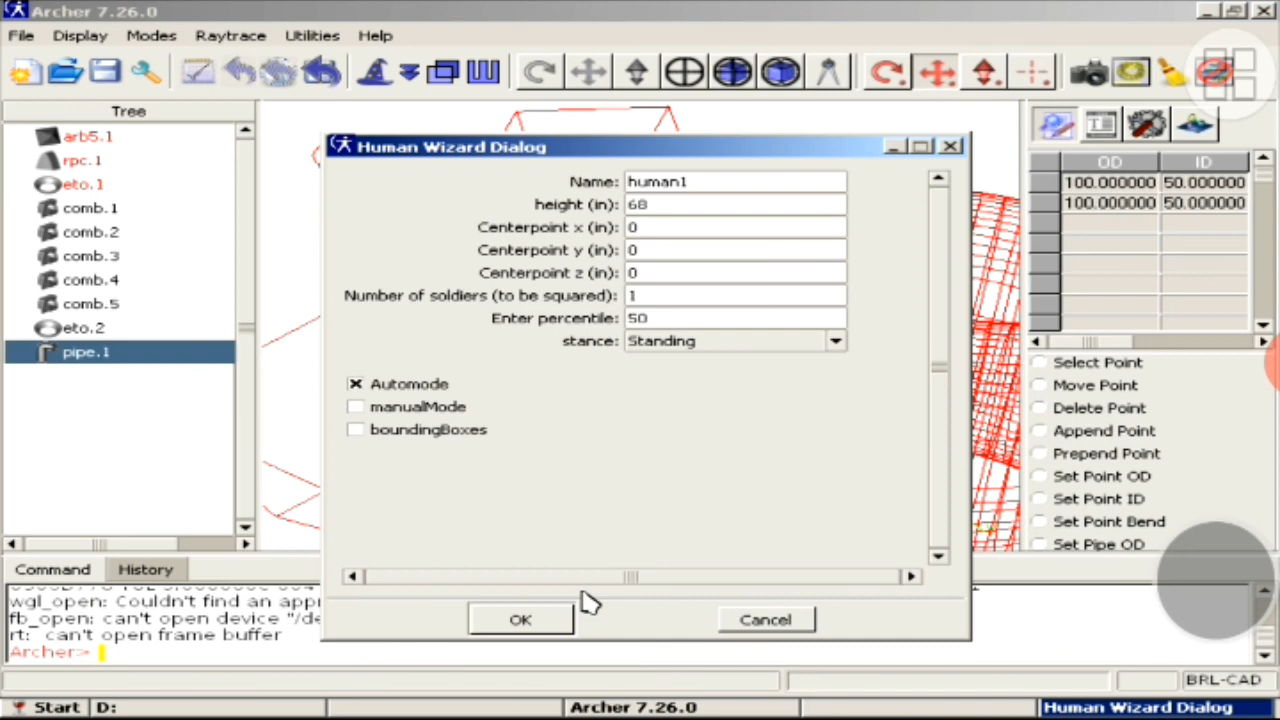 Archer 7.26.0
File Display Modes Raytrace Utilities Help
Tree
arb5.1
rpc.1
eto.1
comb.1
comb.2
comb.3
comb.4
comb.5
eto.2
pipe.1
Human Wizard Dialog
Name: human1
height (in): 68
Centerpoint x (in): 0
Centerpoint y (in): 0
Centerpoint z (in): 0
Number of soldiers (to be squared): 1
Enter percentile: 50
stance: Standing
Automode
manualMode
boundingBoxes
OK Cancel
OD ID
100.000000 50.000000
100.000000 50.000000
Select Point
Move Point
Delete Point
Append Point
Prepend Point
Set Point OD
Set Point ID
Set Point Bend
Set Pipe OD
Command History
wgl_open: Couldn't find an
fb_open: can't open device
rt: can't open frame buffer
Archer>
BRL-CAD
Start D: Archer 7.26.0 Human Wizard Dialog